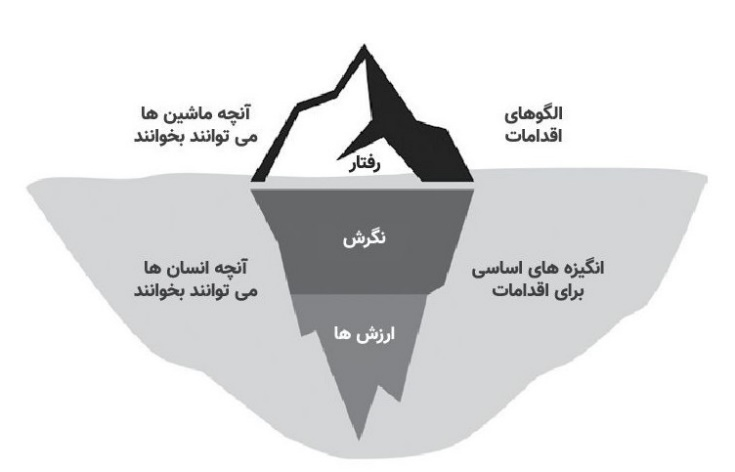 الگوهای
اقدامات
آنچه ماشین ها
می توانند بخوانند
رفتار
نگرش
انگیزه های اساسی
برای اقدامات
آنچه انسان ها
می توانند بخوانند
ارزش ها